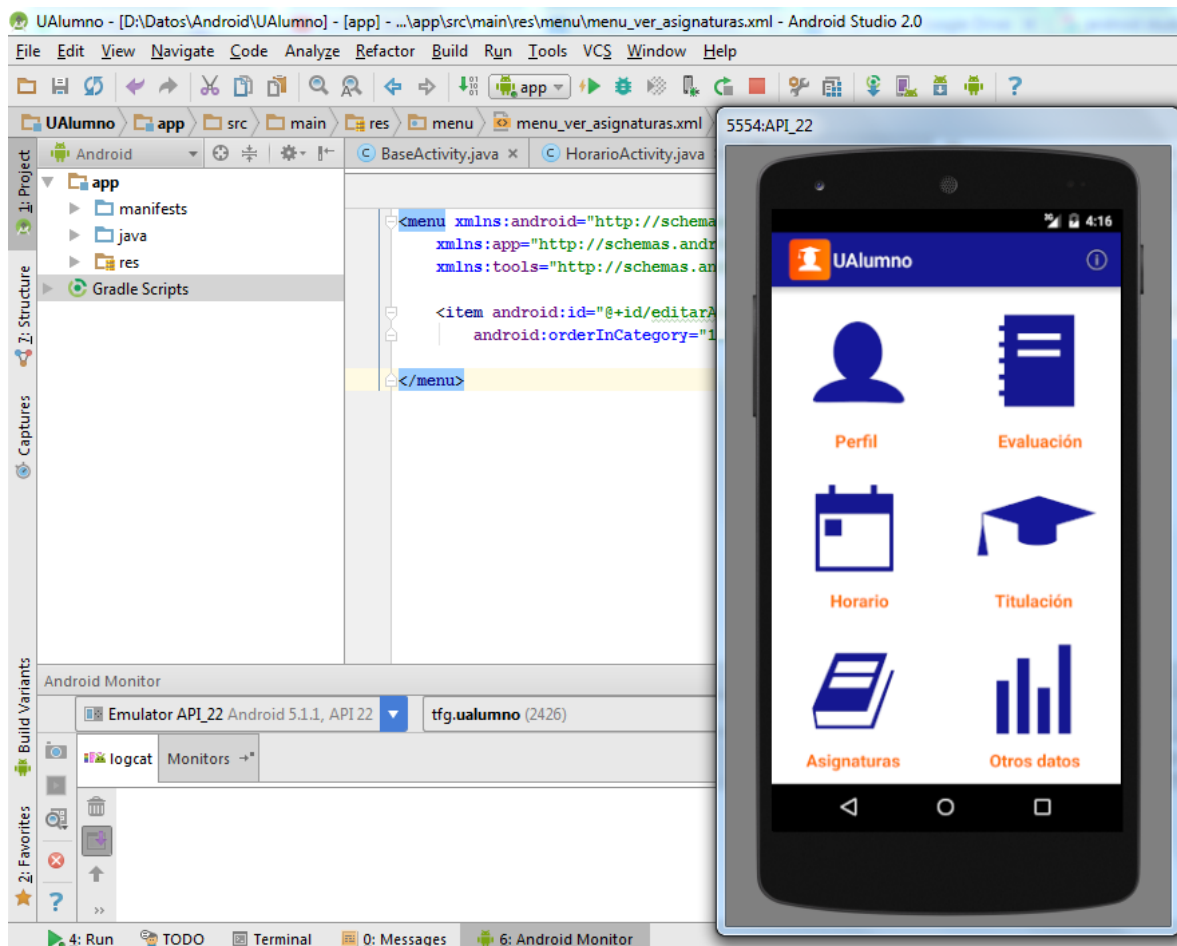 UAlumno - [D:\Datos\Android\UAlumno] - [app] - ...\app\src\main\res\menu\menu_ver_asignaturas.xml - Android Studio 2.0
File Edit View Navigate Code Analyze Refactor Build Run Tools VCS Window Help
app
UAlumno app src main res menu menu_ver_asignaturas.xml
Android
BaseActivity.java × HorarioActivity.java
1: Project
7: Structure
Captures
Build Variants
2: Favorites
app
manifests
java
res
Gradle Scripts
<menu xmlns:android="http://schema
xmlns:app="http://schemas.andr
xmlns:tools="http://schemas.an
<item android:id="@+id/editarA
android:orderInCategory="1
</menu>
Android Monitor
Emulator API_22 Android 5.1.1, API 22
tfg.ualumno (2426)
logcat Monitors
4: Run TODO Terminal 0: Messages 6: Android Monitor
5554:API_22
3G 4:16
UAlumno
Perfil Evaluación
Horario Titulación
Asignaturas Otros datos